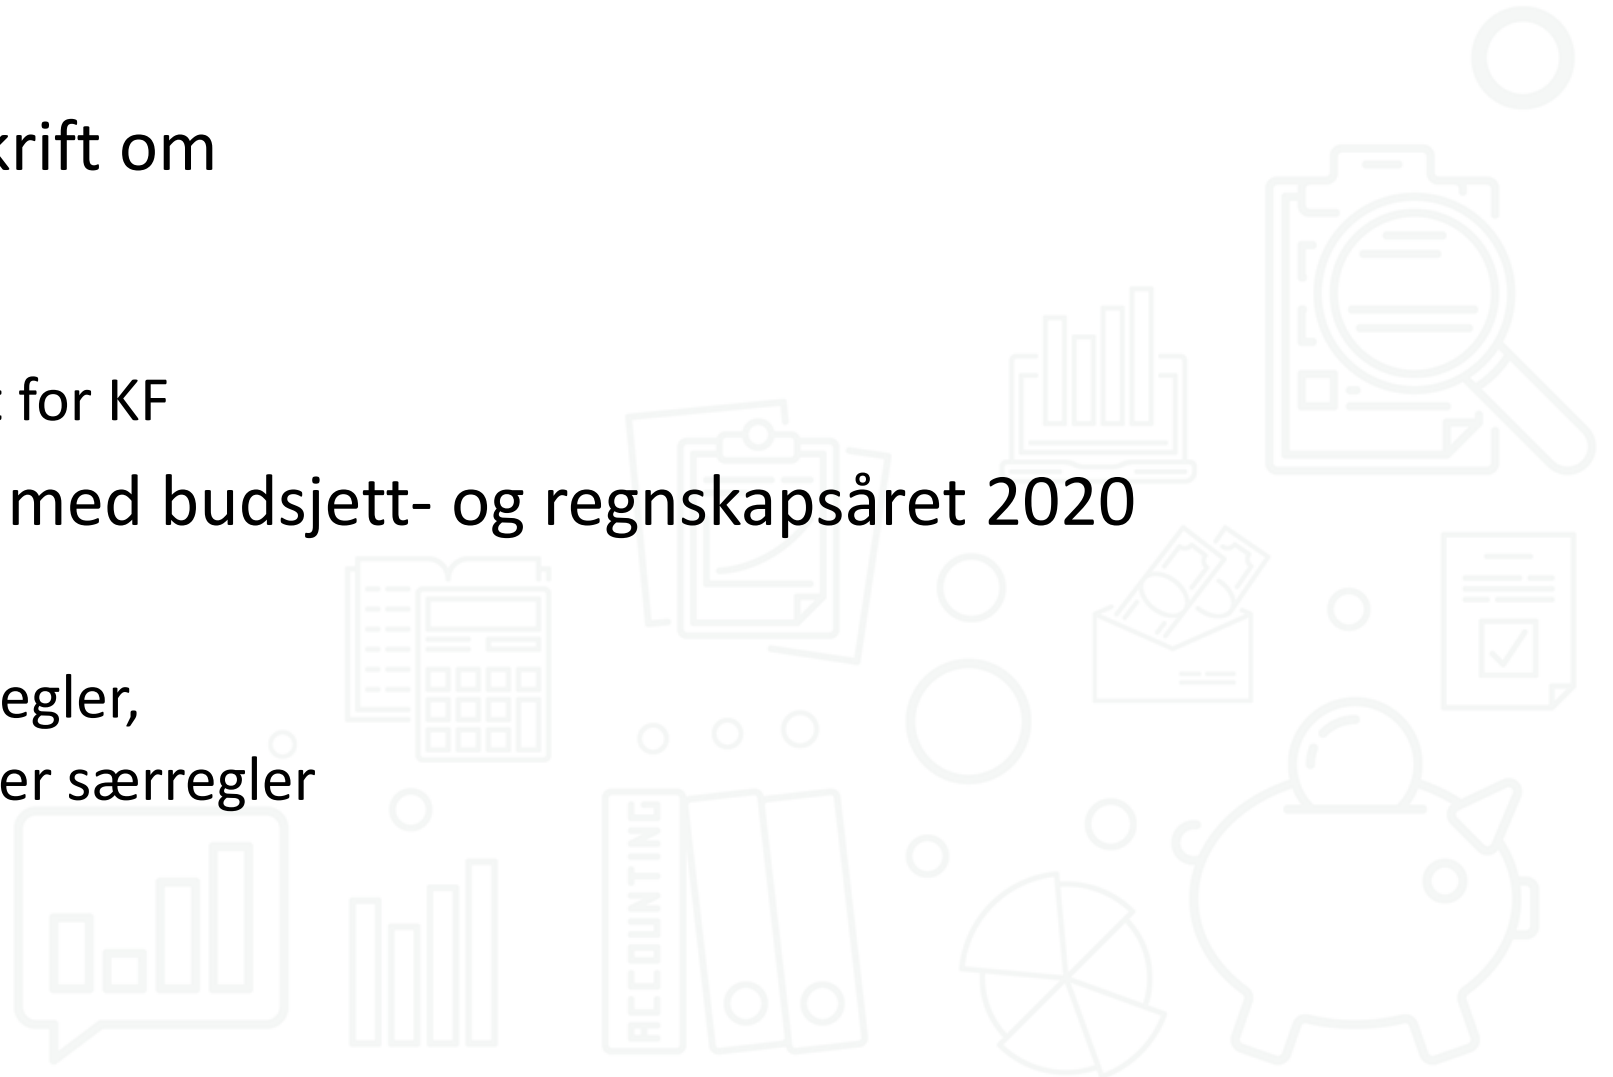 krift om
t for KF
med budsjett- og regnskapsåret 2020
egler,
er særregler
ACCOUNTING